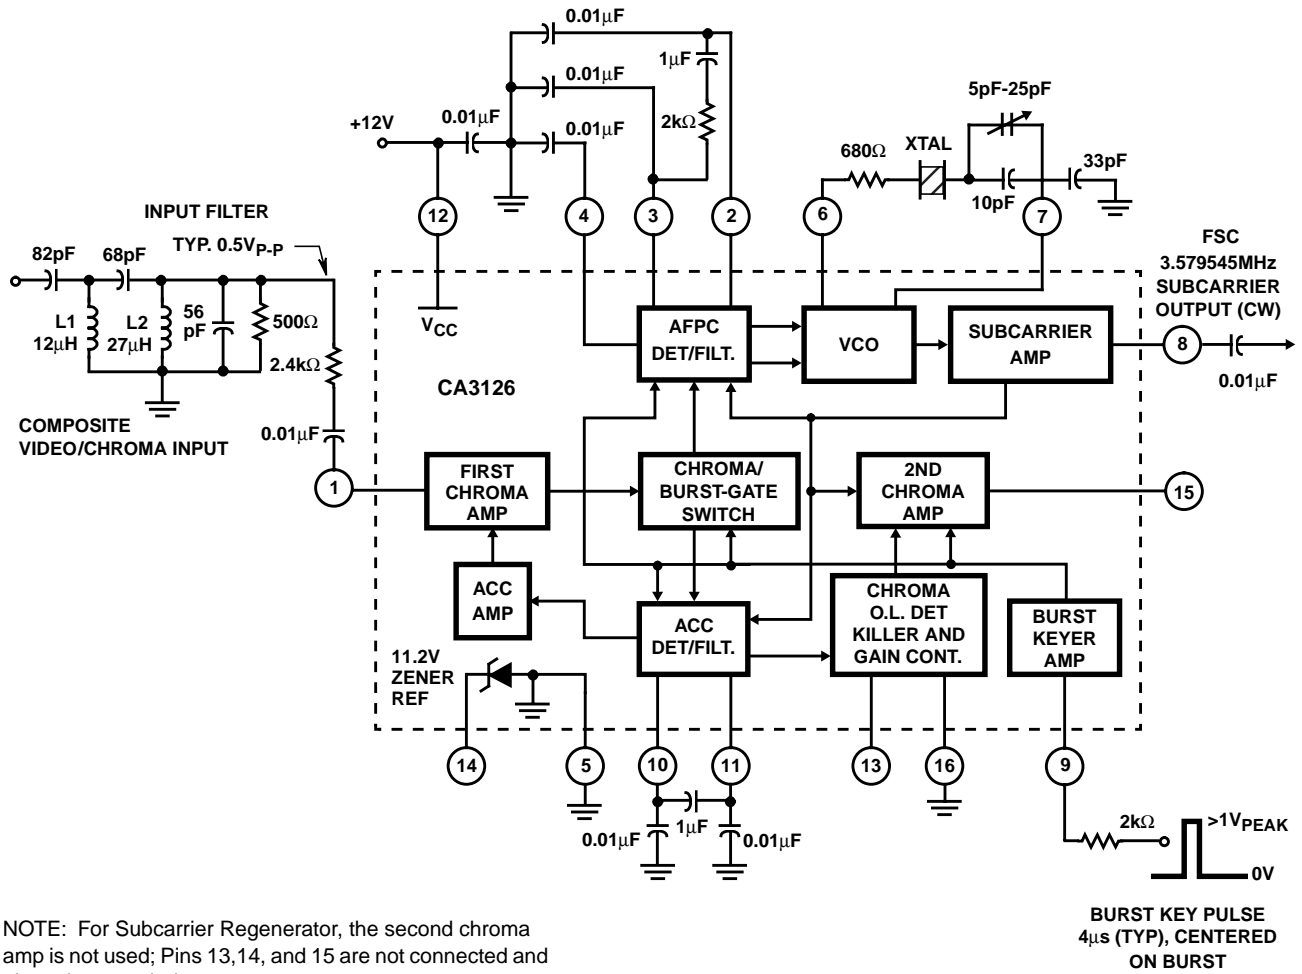 0.01μF
1μF
0.01μF
5pF-25pF
0.01μF
+12V
0.01μF
2kΩ
680Ω
XTAL
33pF
10pF
INPUT FILTER
TYP. 0.5VP-P
82pF
68pF
12
4
3
2
6
7
FSC
3.579545MHz
SUBCARRIER
OUTPUT (CW)
L1
12μH
L2
27μH
56
pF
500Ω
2.4kΩ
VCC
AFPC
DET/FILT.
VCO
SUBCARRIER
AMP
8
0.01μF
CA3126
COMPOSITE
VIDEO/CHROMA INPUT
0.01μF
1
FIRST
CHROMA
AMP
CHROMA/
BURST-GATE
SWITCH
2ND
CHROMA
AMP
15
ACC
AMP
ACC
DET/FILT.
CHROMA
O.L. DET
KILLER AND
GAIN CONT.
BURST
KEYER
AMP
11.2V
ZENER
REF
14
5
10
11
13
16
9
0.01μF
1μF
0.01μF
2kΩ
>1VPEAK
0V
BURST KEY PULSE
4μs (TYP), CENTERED
ON BURST
NOTE: For Subcarrier Regenerator, the second chroma
amp is not used; Pins 13,14, and 15 are not connected and